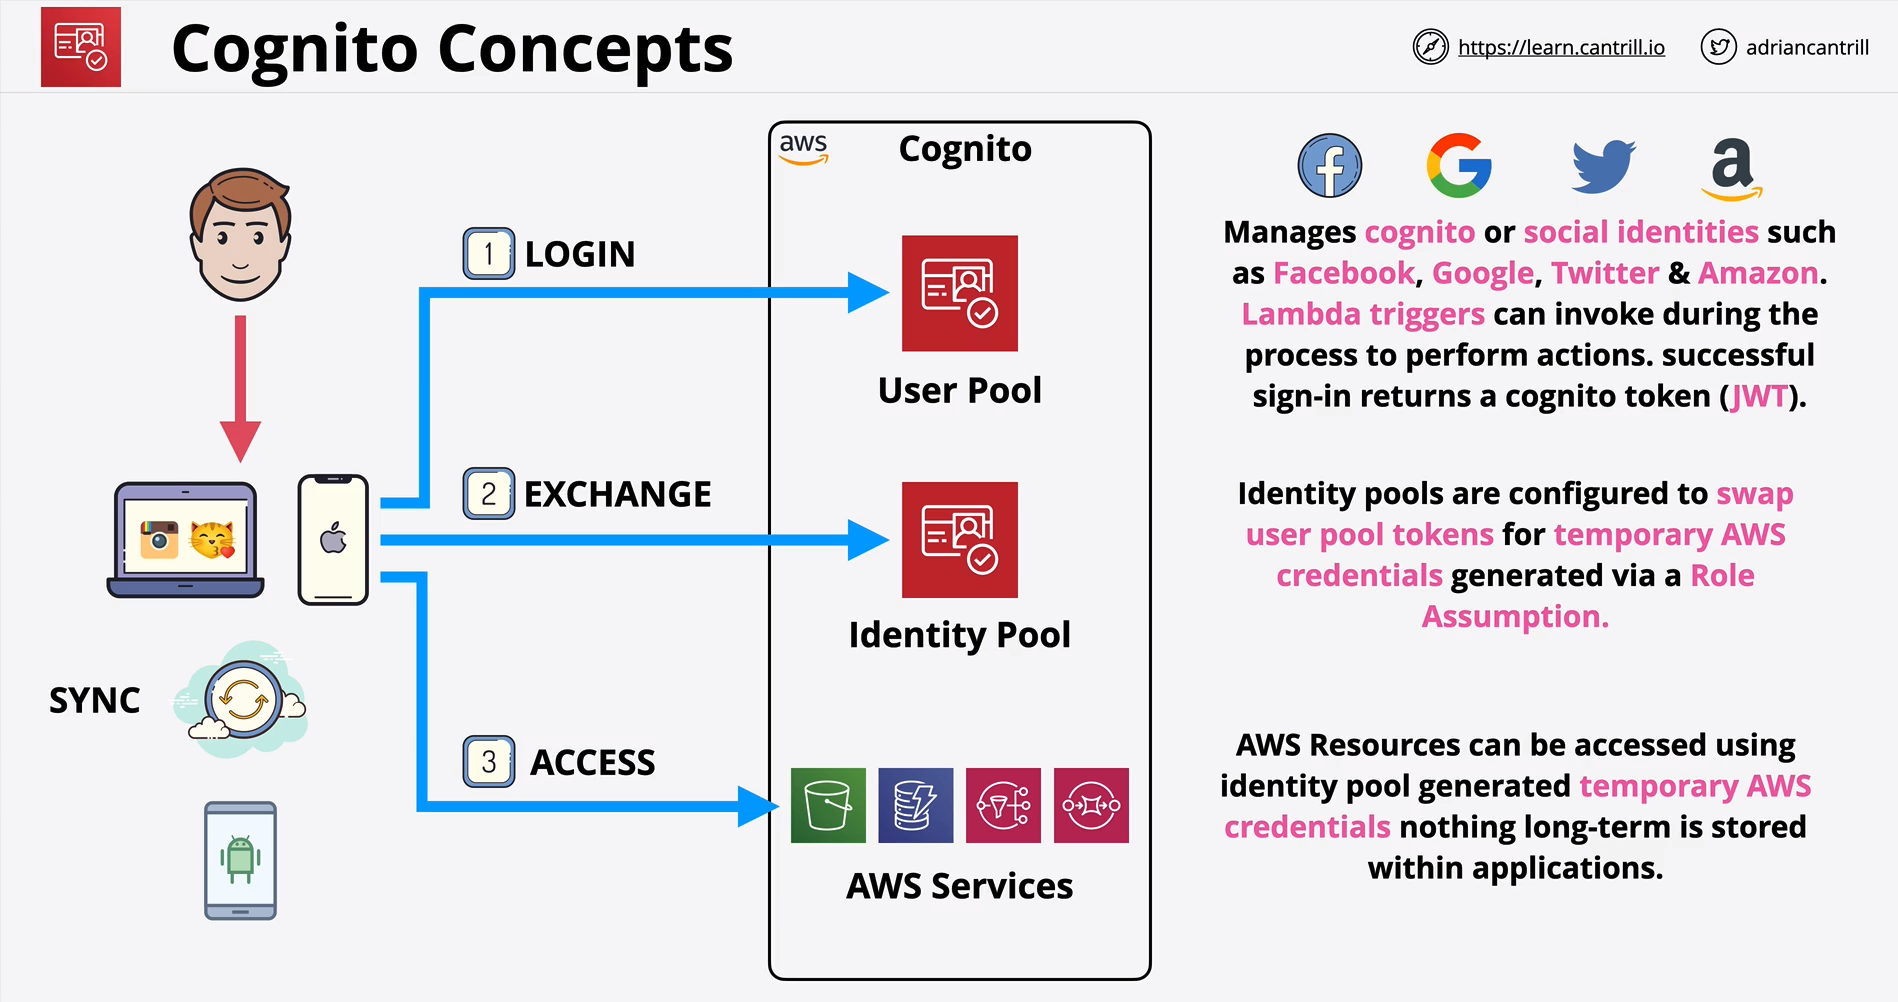 Cognito Concepts
https://learn.cantrill.io
adriancantrill
aws
Cognito
1 LOGIN
User Pool
2 EXCHANGE
Identity Pool
SYNC
3 ACCESS
AWS Services
Manages cognito or social identities such
as Facebook, Google, Twitter & Amazon.
Lambda triggers can invoke during the
process to perform actions. successful
sign-in returns a cognito token (JWT).
Identity pools are configured to swap
user pool tokens for temporary AWS
credentials generated via a Role
Assumption.
AWS Resources can be accessed using
identity pool generated temporary AWS
credentials nothing long-term is stored
within applications.